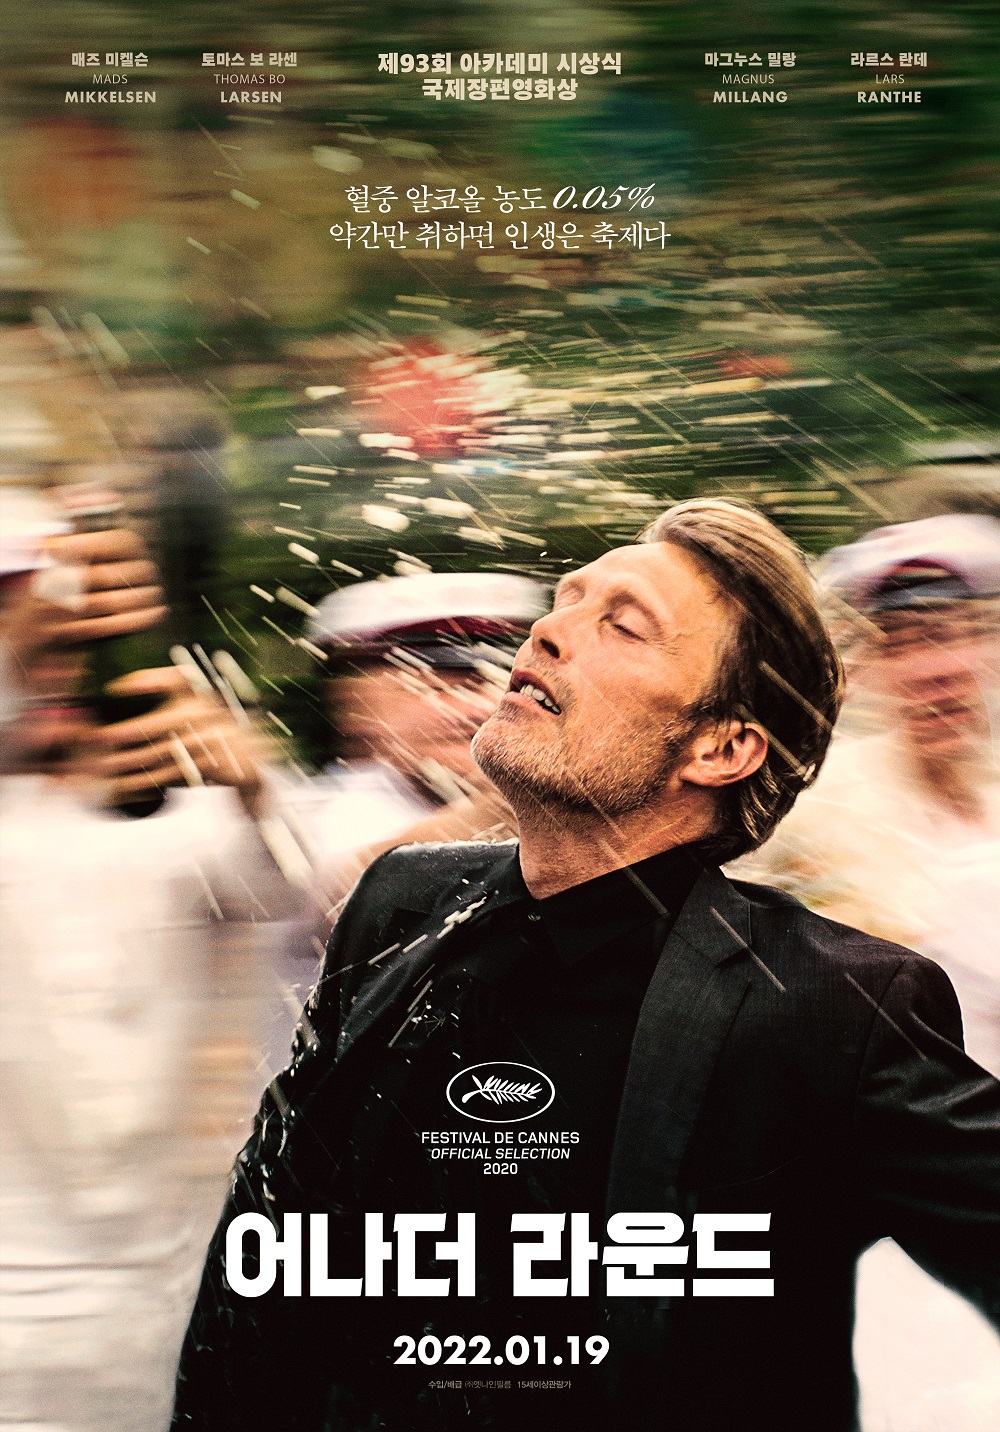 매즈 미켈슨
MADS
MIKKELSEN
토마스 보 라센
THOMAS BO
LARSEN
제93회 아카데미 시상식
국제장편영화상
마그누스 밀랑
MAGNUS
MILLANG
라르스 란데
LARS
RANTHE
혈중 알코올 농도 0.05%
약간만 취하면 인생은 축제다
FESTIVAL DE CANNES
OFFICIAL SELECTION
2020
어나더 라운드
2022.01.19
수입/배급 ㈜엣나인필름 15세이상관람가